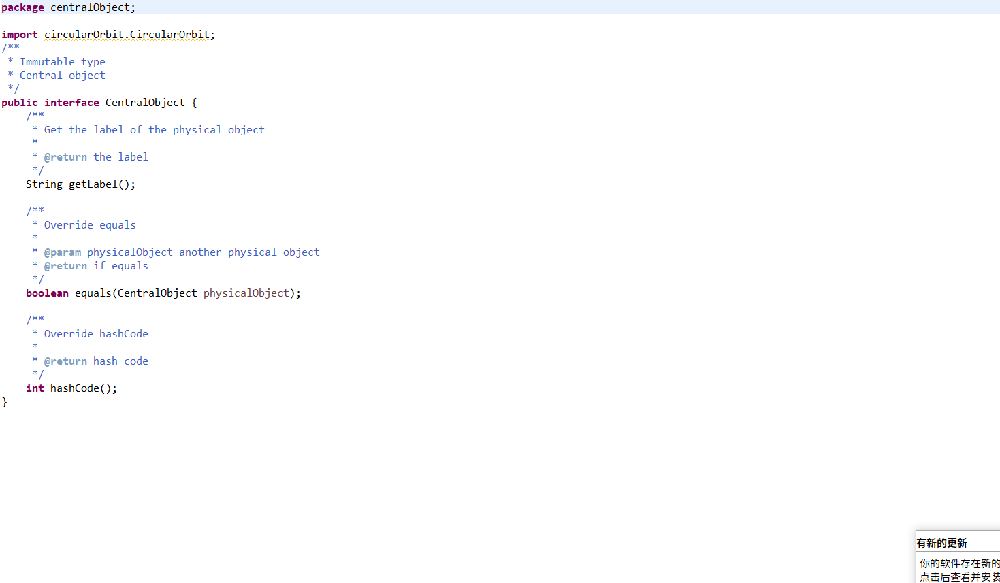 package centralObject;
import circularOrbit.CircularOrbit;
/**
 * Immutable type
 * Central object
 */
public interface CentralObject {
    /**
     * Get the label of the physical object
     *
     * @return the label
     */
    String getLabel();
    /**
     * Override equals
     *
     * @param physicalObject another physical object
     * @return if equals
     */
    boolean equals(CentralObject physicalObject);
    /**
     * Override hashCode
     *
     * @return hash code
     */
    int hashCode();
}
有新的更新
你的软件存在新的
点击后查看并安装